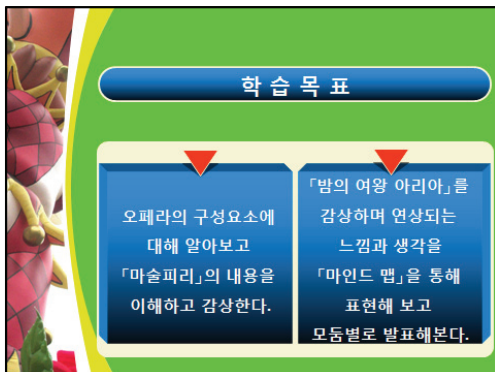 학 습 목 표
오페라의 구성요소에
대해 알아보고
「마술피리」의 내용을
이해하고 감상한다.
「밤의 여왕 아리아」를
감상하며 연상되는
느낌과 생각을
「마인드 맵」을 통해
표현해 보고
모둠별로 발표해본다.